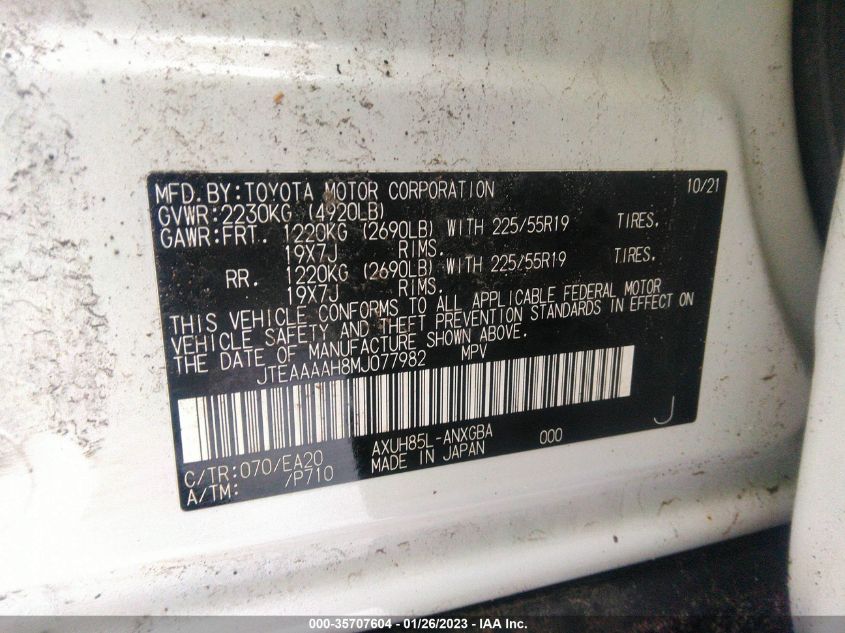 MFD.BY:TOYOTA MOTOR CORPORATION 10/21
GVWR:2230KG (4920LB)
GAWR:FRT. 1220KG (2690LB) WITH 225/55R19 TIRES.
19X7J RIMS.
RR. 1220KG (2690LB) WITH 225/55R19 TIRES.
19X7J RIMS.
THIS VEHICLE CONFORMS TO ALL APPLICABLE FEDERAL MOTOR
VEHICLE SAFETY AND THEFT PREVENTION STANDARDS IN EFFECT ON
THE DATE OF MANUFACTURE SHOWN ABOVE.
JTEAAAAH8MJ077982 MPV
C/TR:070/EA20 AXUH85L-ANXGBA 000 J
A/TM: /P710 MADE IN JAPAN
000-35707604 - 01/26/2023 - IAA Inc.